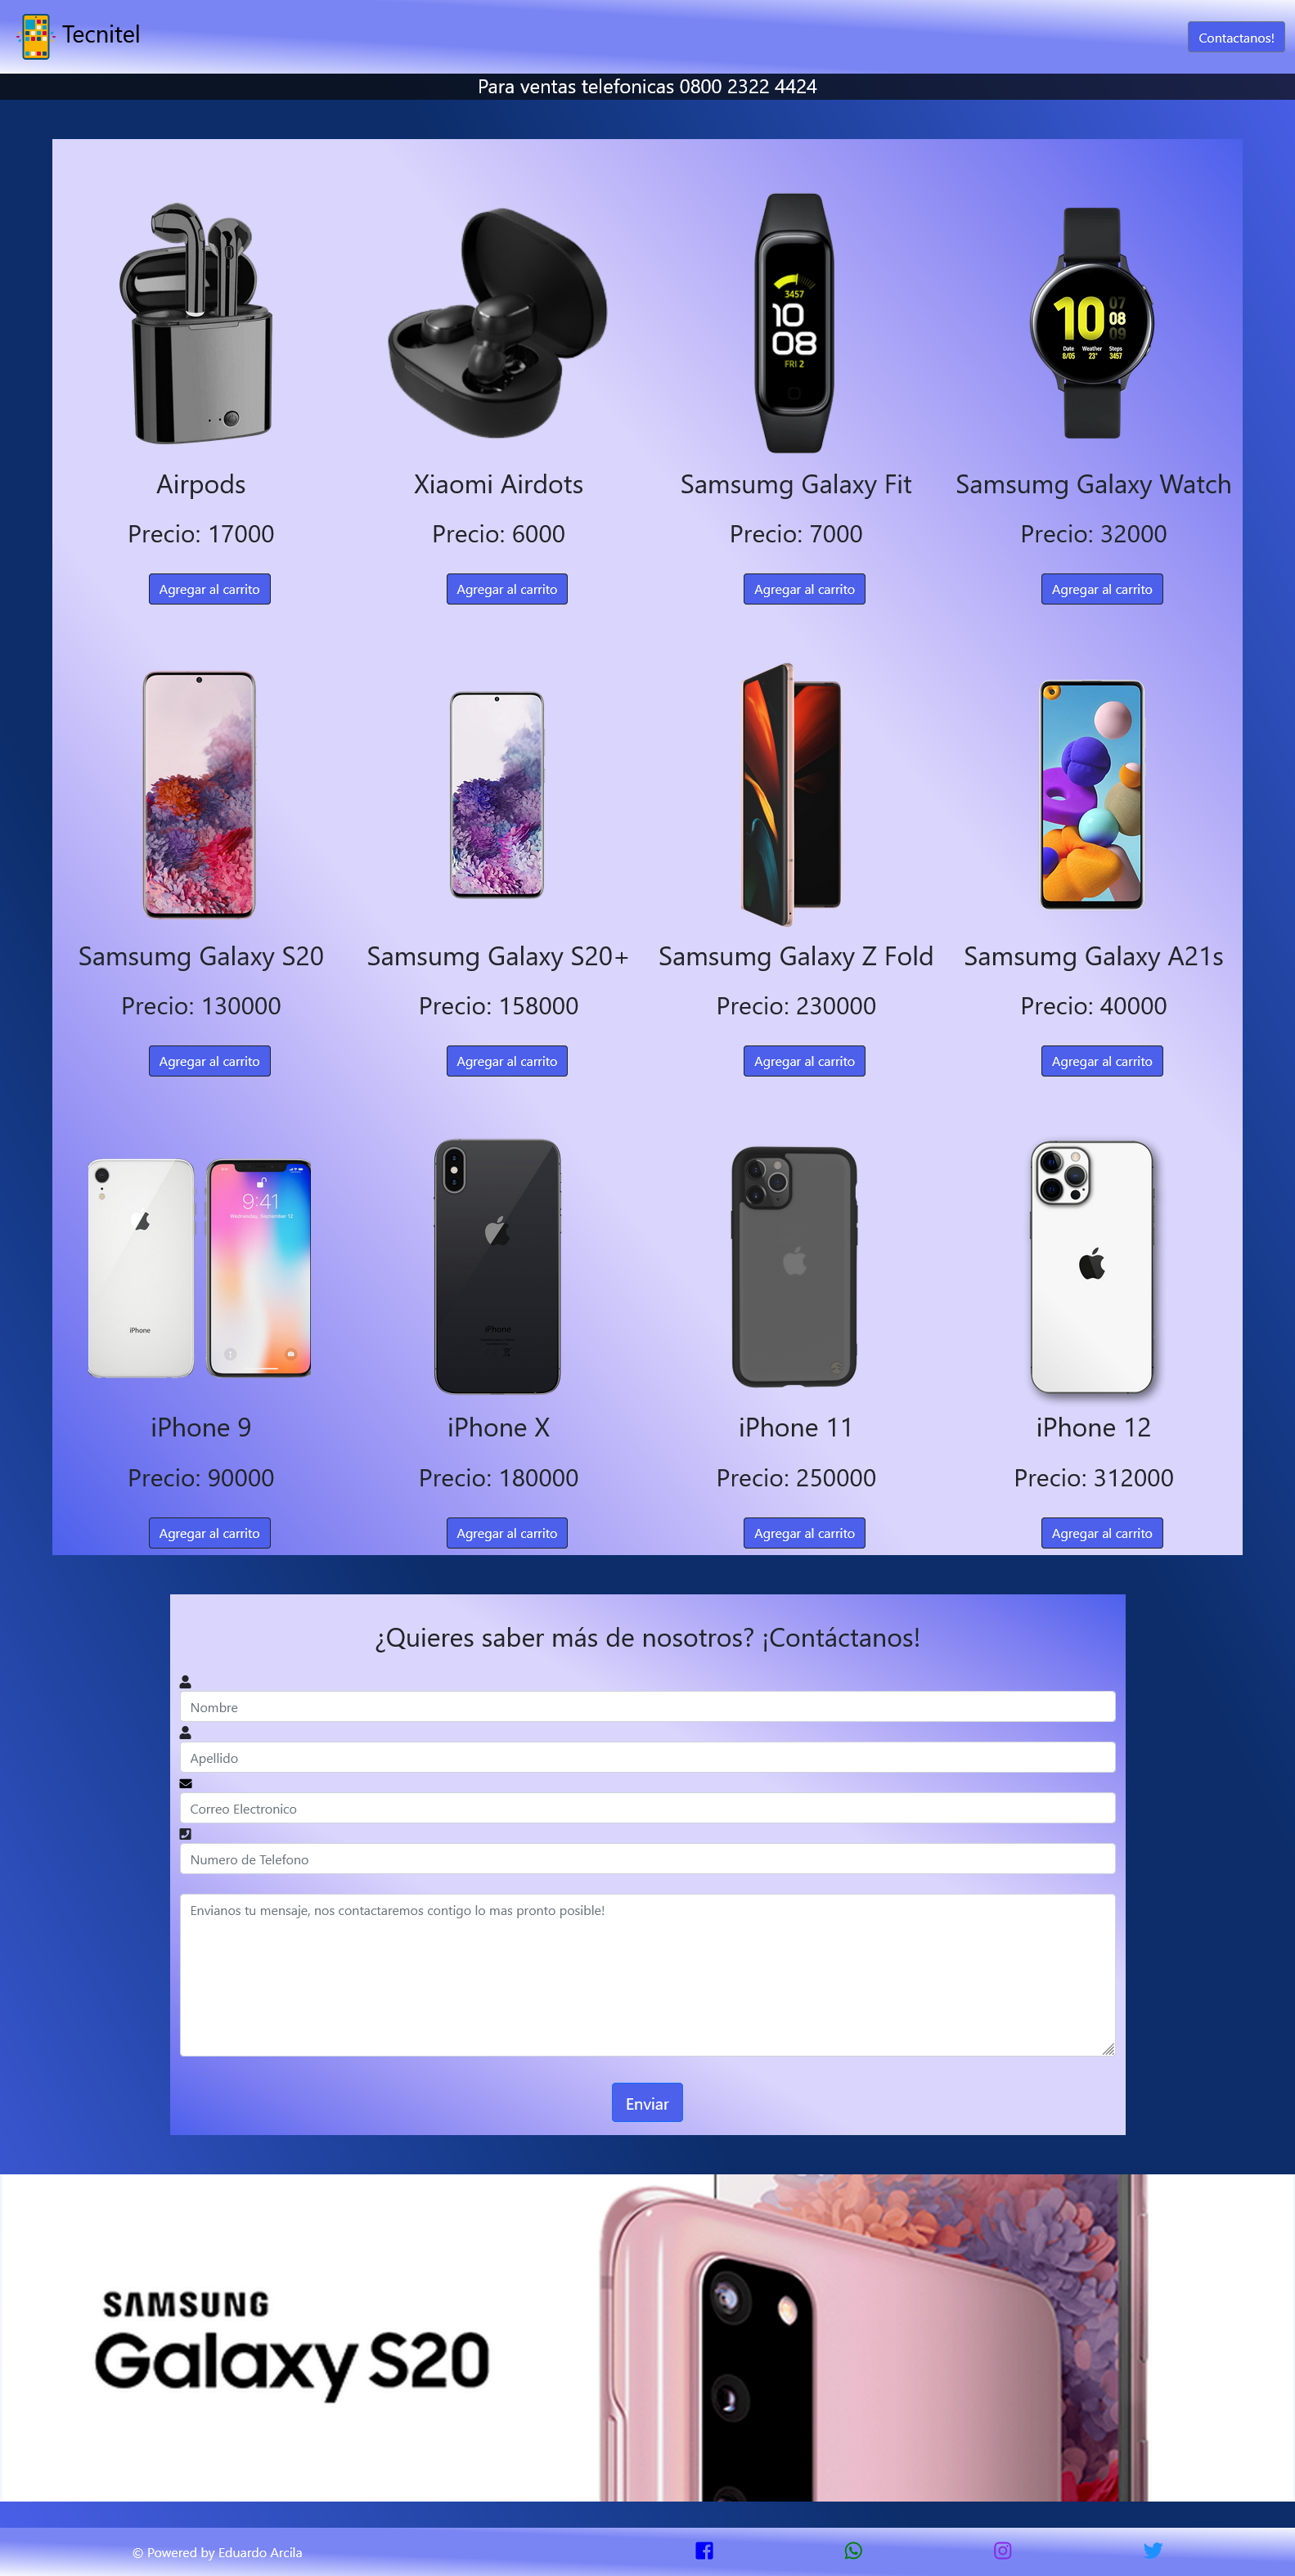 Tecnitel
Contactanos!
Para ventas telefonicas 0800 2322 4424
3457
10
08
FRI 2
10
07
08
09
Date Weather Steps
8/05 23° 3457
Airpods
Xiaomi Airdots
Samsumg Galaxy Fit
Samsumg Galaxy Watch
Precio: 17000
Precio: 6000
Precio: 7000
Precio: 32000
Agregar al carrito
Agregar al carrito
Agregar al carrito
Agregar al carrito
Samsumg Galaxy S20
Samsumg Galaxy S20+
Samsumg Galaxy Z Fold
Samsumg Galaxy A21s
Precio: 130000
Precio: 158000
Precio: 230000
Precio: 40000
Agregar al carrito
Agregar al carrito
Agregar al carrito
Agregar al carrito
9:41
Wednesday, September 12
iPhone
iPhone
iPhone 9
iPhone X
iPhone 11
iPhone 12
Precio: 90000
Precio: 180000
Precio: 250000
Precio: 312000
Agregar al carrito
Agregar al carrito
Agregar al carrito
Agregar al carrito
¿Quieres saber más de nosotros? ¡Contáctanos!
Nombre
Apellido
Correo Electronico
Numero de Telefono
Envianos tu mensaje, nos contactaremos contigo lo mas pronto posible!
Enviar
SAMSUNG
Galaxy S20
© Powered by Eduardo Arcila